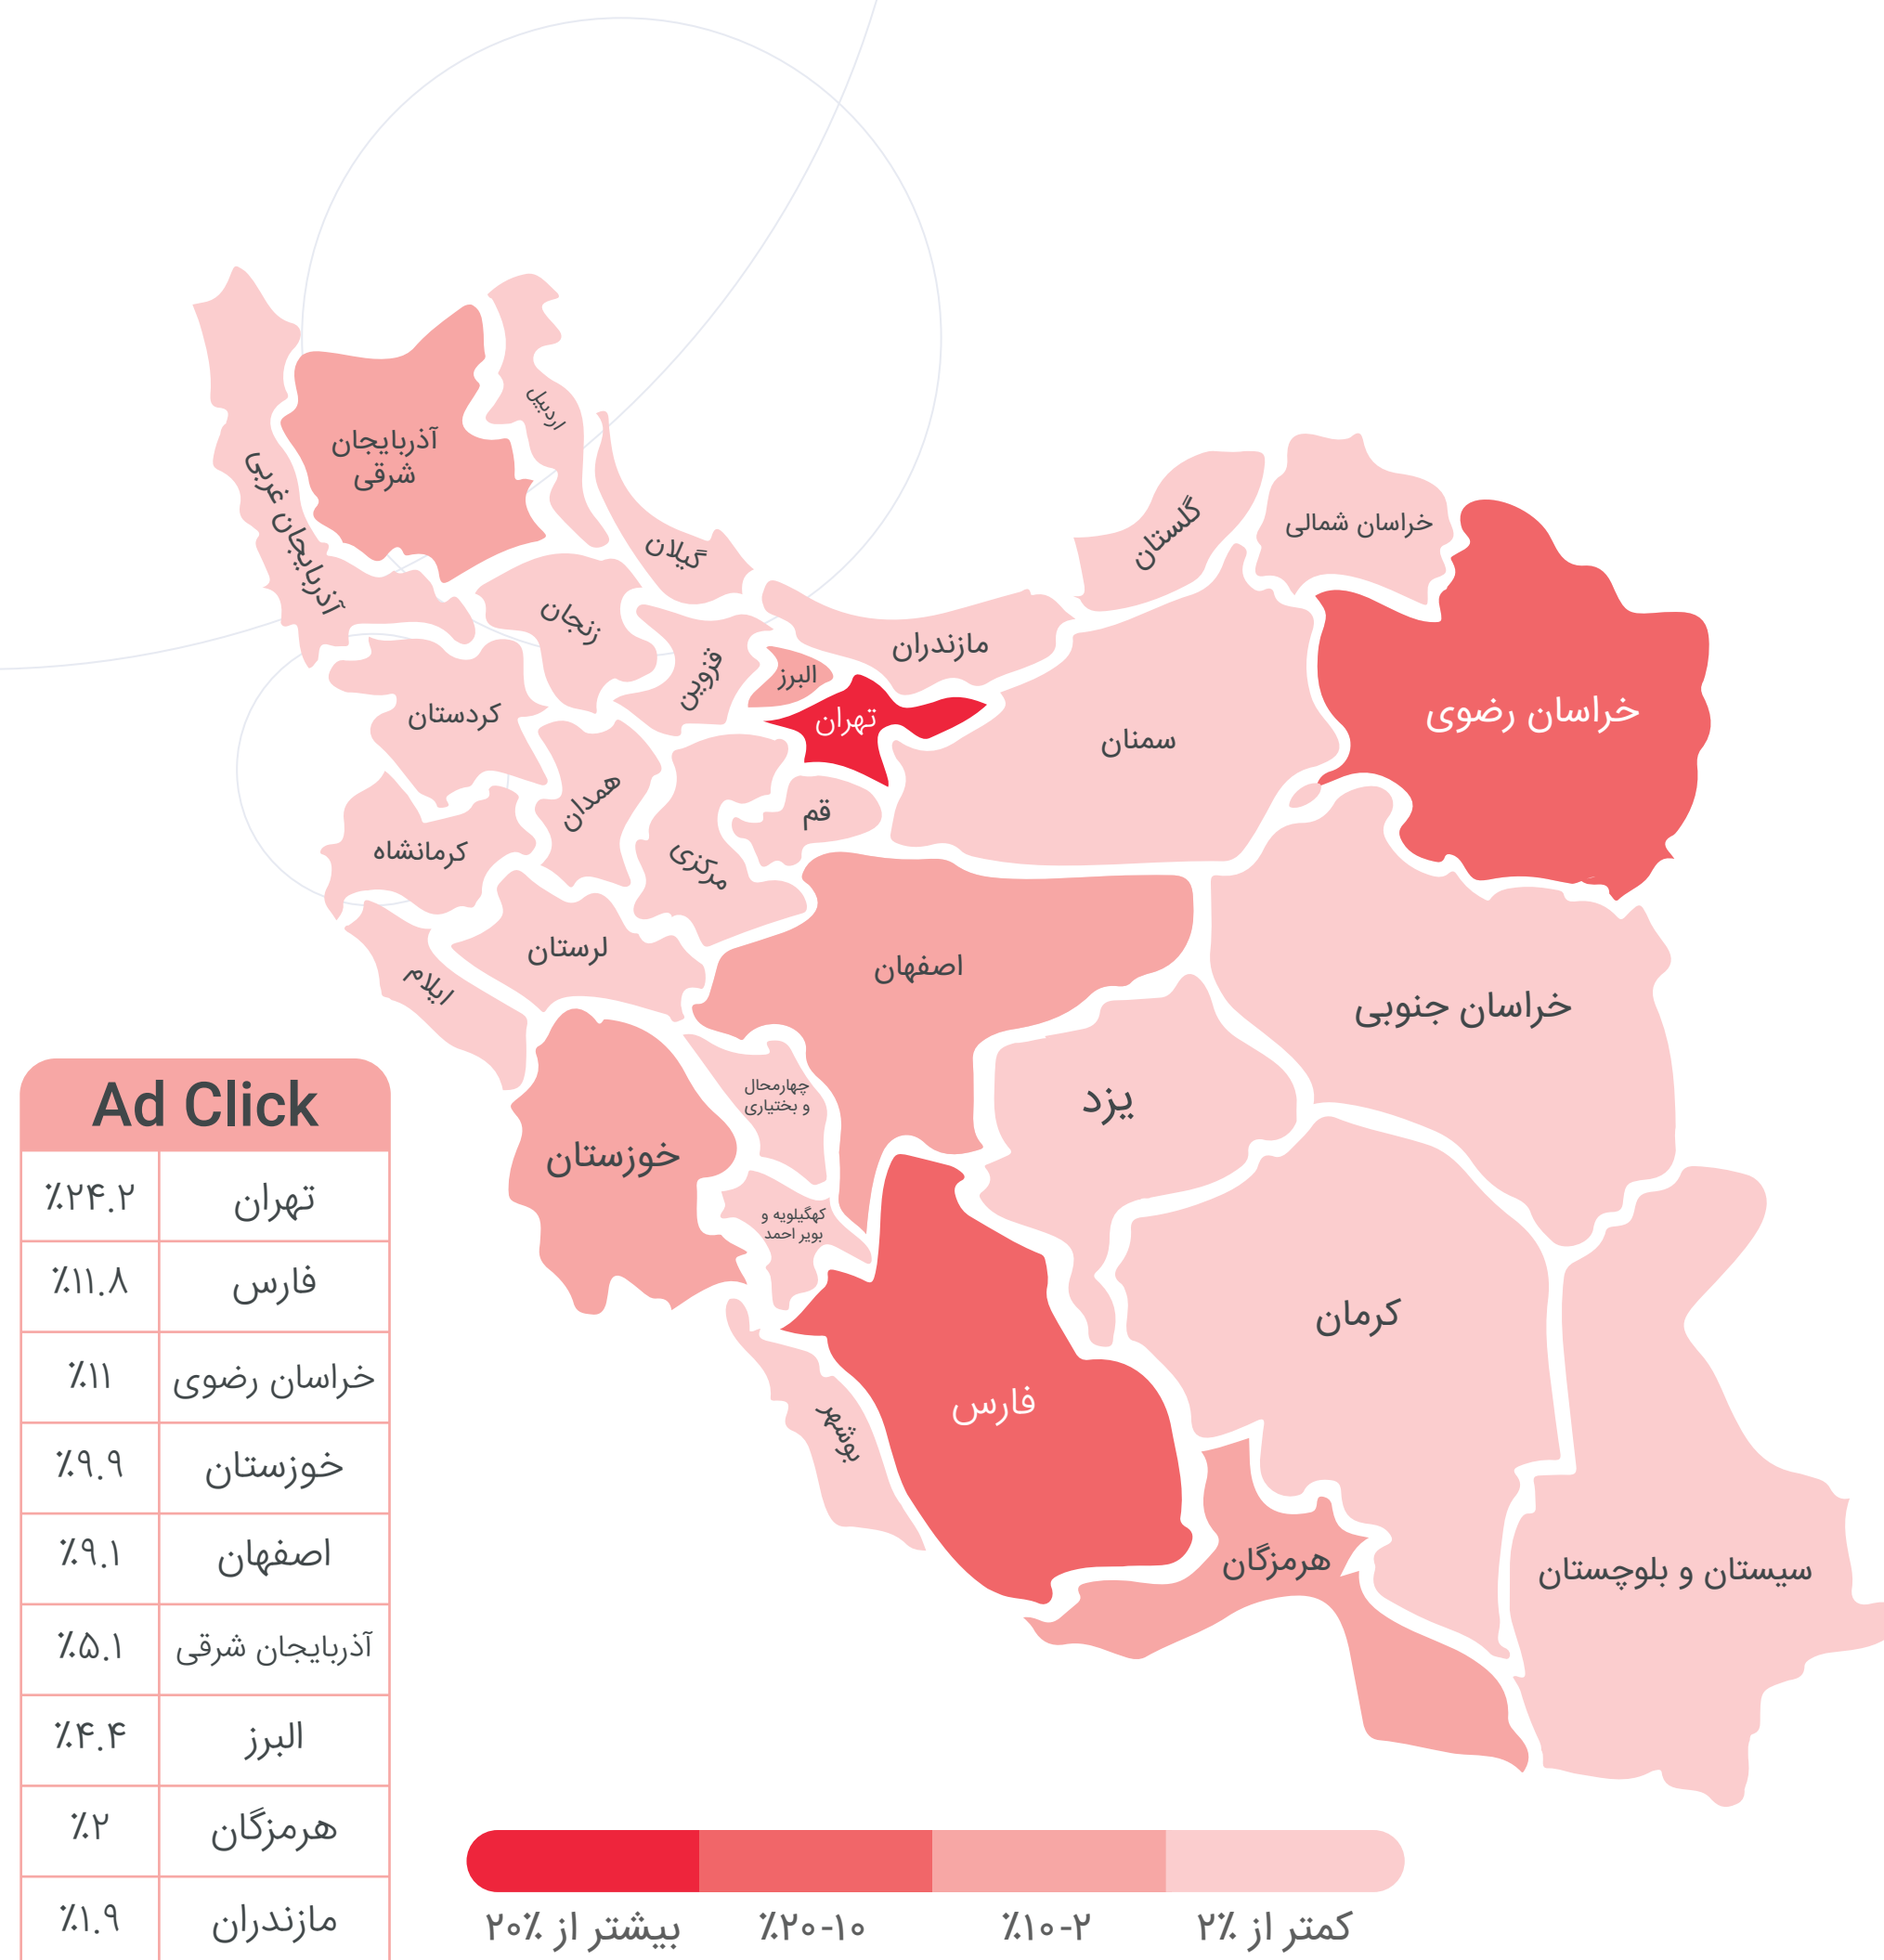 اردبیل
آذربایجان
شرقی
آذربایجان غربی
گیلان
گلستان
خراسان شمالی
زنجان
مازندران
قزوین
البرز
تهران
خراسان رضوی
کردستان
سمنان
همدان
قم
کرمانشاه
مرکزی
لرستان
اصفهان
ایلام
خراسان جنوبی
یزد
چهارمحال
و بختیاری
خوزستان
کهگیلویه و
بویر احمد
کرمان
فارس
بوشهر
هرمزگان
سیستان و بلوچستان
Ad Click
تهران ٪۲۴.۲
فارس ٪۱۱.۸
خراسان رضوی ٪۱۱
خوزستان ٪۹.۹
اصفهان ٪۹.۱
آذربایجان شرقی ٪۵.۱
البرز ٪۴.۴
هرمزگان ٪۲
مازندران ٪۱.۹
بیشتر از ۲۰٪ ۱۰-۲۰٪ ۲-۱۰٪ کمتر از ۲٪